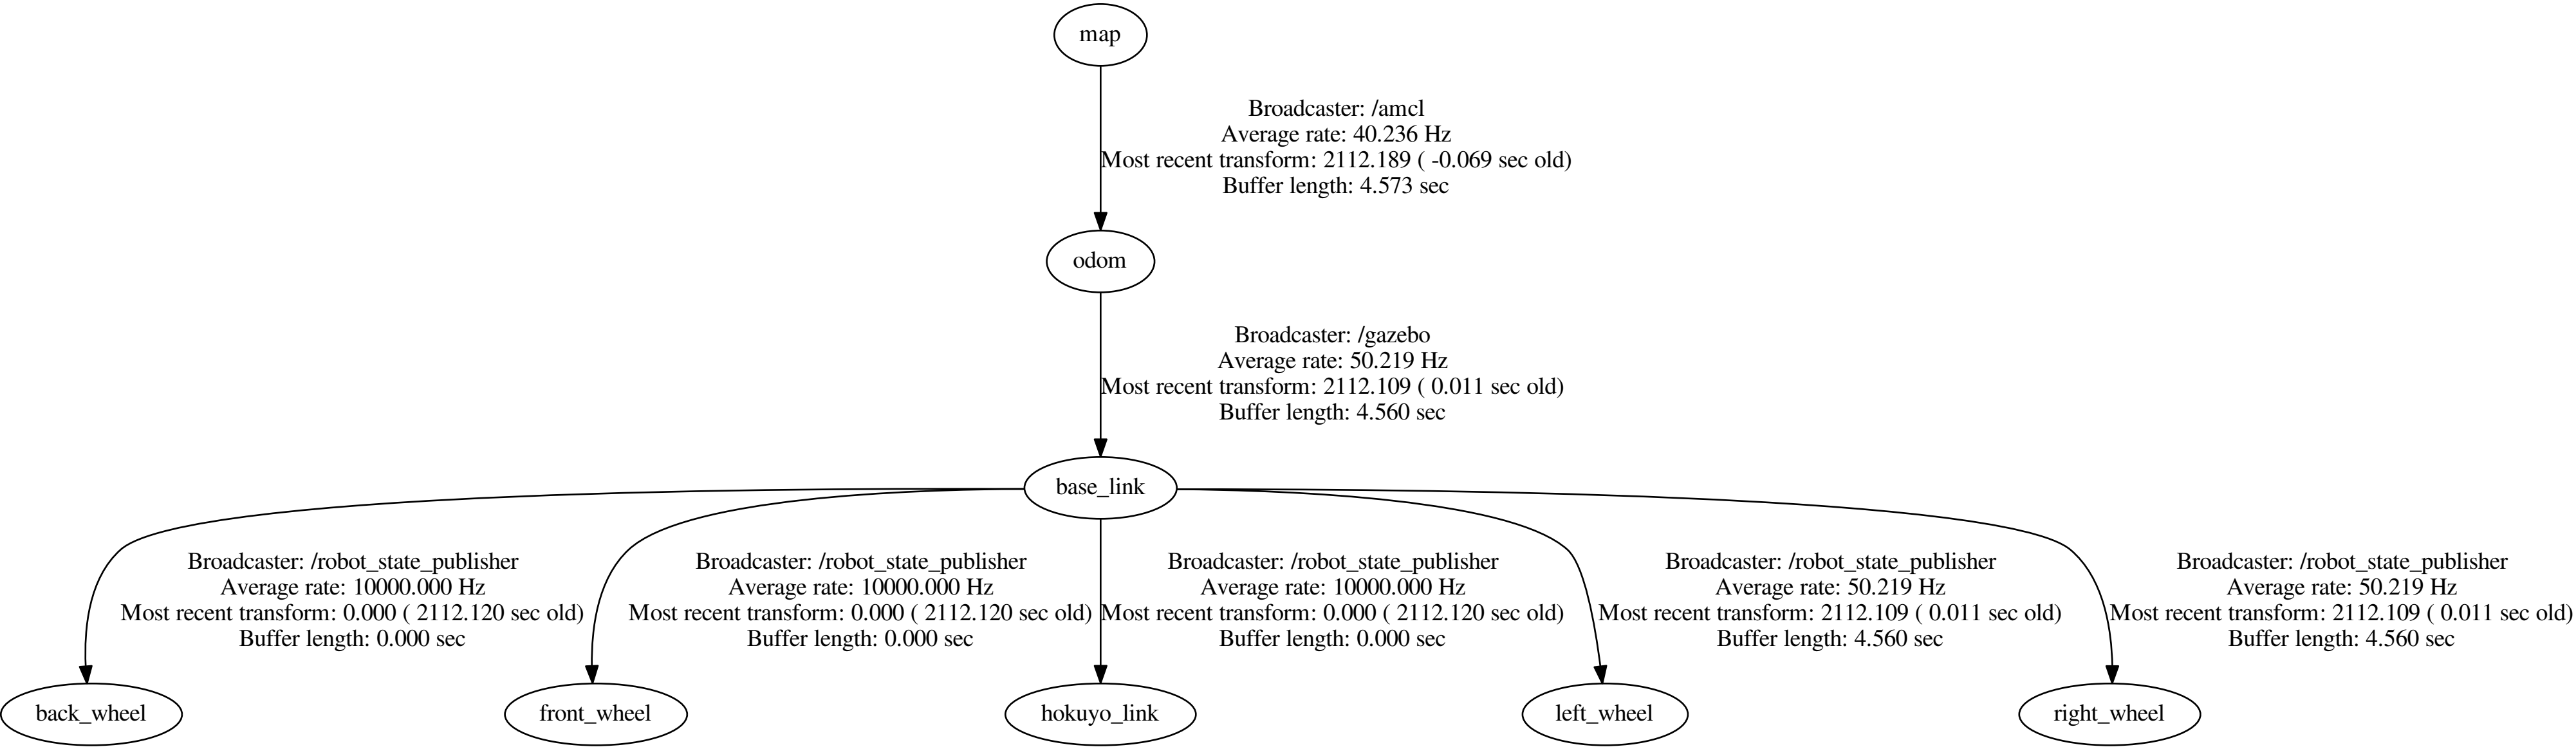 map
Broadcaster: /amcl
Average rate: 40.236 Hz
Most recent transform: 2112.189 ( -0.069 sec old)
Buffer length: 4.573 sec
odom
Broadcaster: /gazebo
Average rate: 50.219 Hz
Most recent transform: 2112.109 ( 0.011 sec old)
Buffer length: 4.560 sec
base_link
Broadcaster: /robot_state_publisher
Average rate: 10000.000 Hz
Most recent transform: 0.000 ( 2112.120 sec old)
Buffer length: 0.000 sec
Broadcaster: /robot_state_publisher
Average rate: 10000.000 Hz
Most recent transform: 0.000 ( 2112.120 sec old)
Buffer length: 0.000 sec
Broadcaster: /robot_state_publisher
Average rate: 10000.000 Hz
Most recent transform: 0.000 ( 2112.120 sec old)
Buffer length: 0.000 sec
Broadcaster: /robot_state_publisher
Average rate: 50.219 Hz
Most recent transform: 2112.109 ( 0.011 sec old)
Buffer length: 4.560 sec
Broadcaster: /robot_state_publisher
Average rate: 50.219 Hz
Most recent transform: 2112.109 ( 0.011 sec old)
Buffer length: 4.560 sec
back_wheel
front_wheel
hokuyo_link
left_wheel
right_wheel